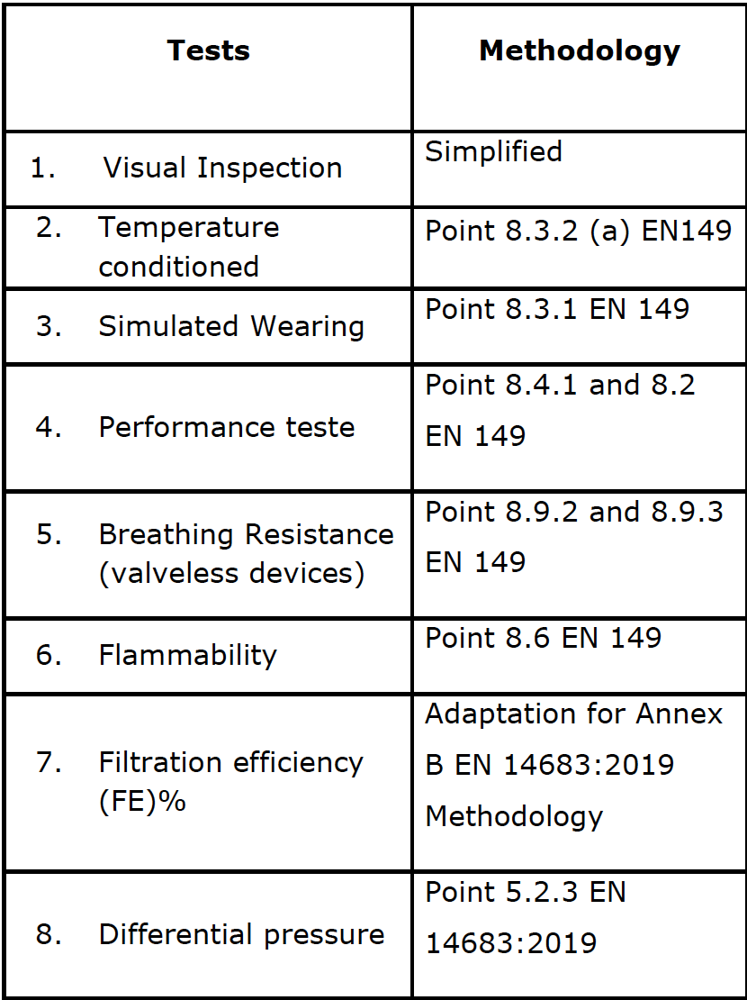 Tests
Methodology
1. Visual Inspection
Simplified
2. Temperature
conditioned
Point 8.3.2 (a) EN149
3. Simulated Wearing
Point 8.3.1 EN 149
4. Performance teste
Point 8.4.1 and 8.2
EN 149
5. Breathing Resistance
(valveless devices)
Point 8.9.2 and 8.9.3
EN 149
6. Flammability
Point 8.6 EN 149
7. Filtration efficiency
(FE)%
Adaptation for Annex
B EN 14683:2019
Methodology
8. Differential pressure
Point 5.2.3 EN
14683:2019